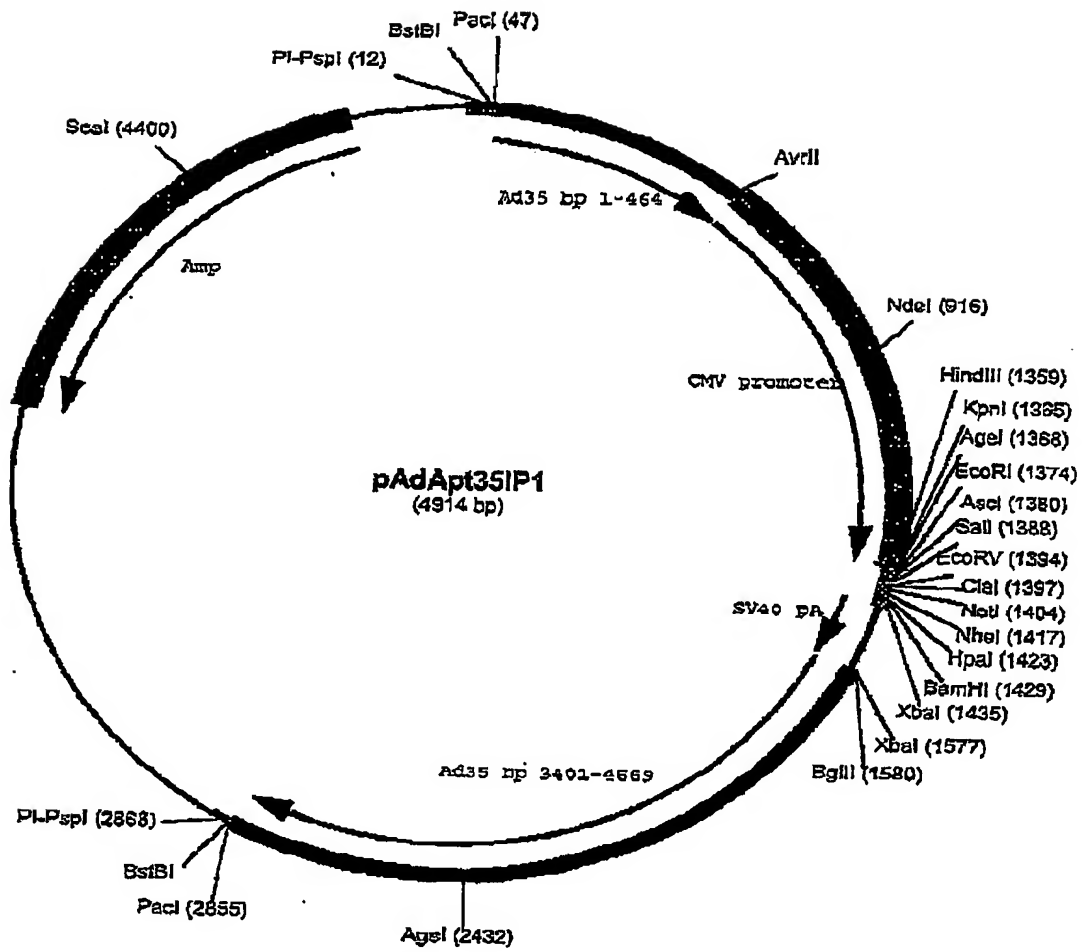 PacI (47)
BstBI
PI-PspI (12)
ScaI (4400)
AvrII
Ad35 bp 1-464
Amp
NdeI (916)
CMV promoter
HindIII (1359)
KpnI (1365)
AgeI (1368)
EcoRI (1374)
AscI (1380)
SalI (1388)
EcoRV (1394)
ClaI (1397)
NotI (1404)
NheI (1417)
HpaI (1423)
BamHI (1429)
XbaI (1435)
XbaI (1577)
BglII (1580)
pAdApt35IP1
(4914 bp)
SV40 pA
Ad35 bp 3401-4669
PI-PspI (2868)
BstBI
PacI (2855)
AgeI (2432)